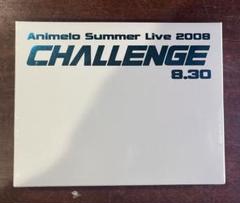 Animelo Summer Live 2008
CHALLENGE
8.30